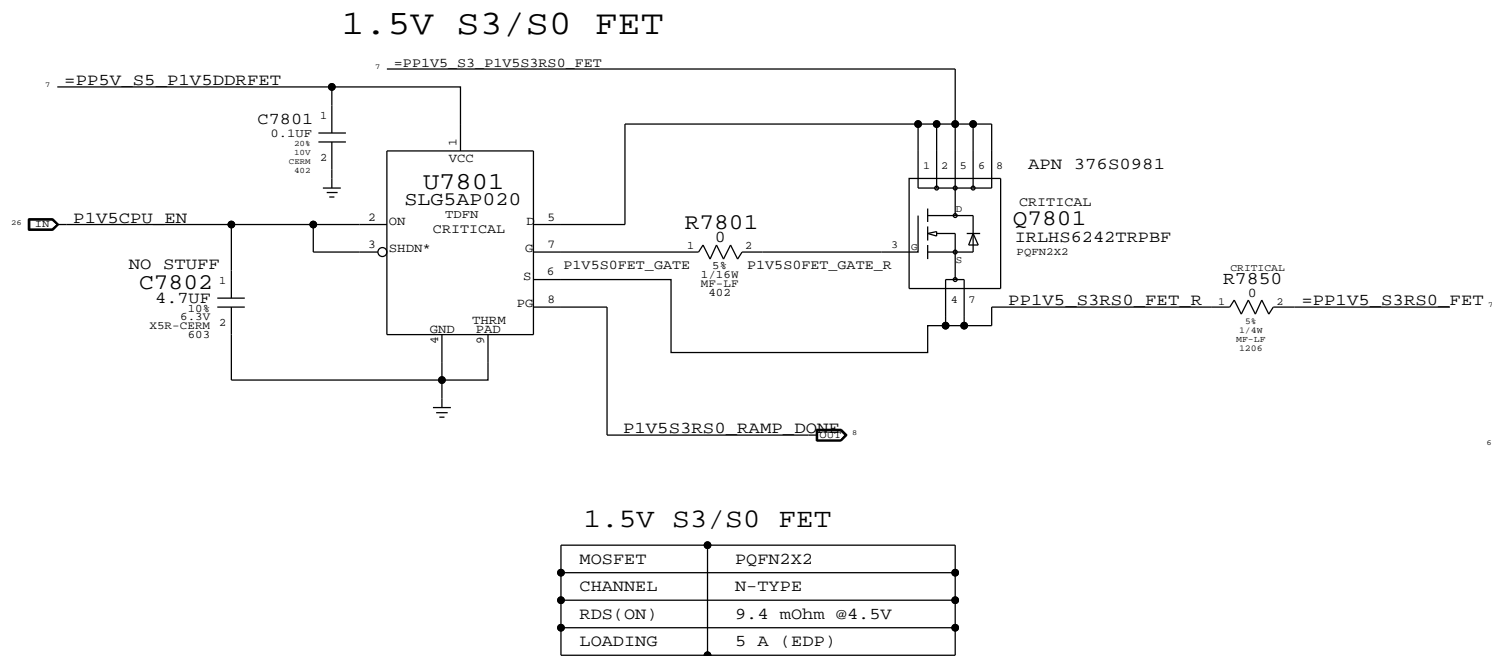 1.5V S3/S0 FET
7 =PP5V_S5_P1V5DDRFET
7 =PP1V5_S3_P1V5S3RS0_FET
C7801
0.1UF
20%
10V
CERM
402
1
2
1
VCC
U7801
SLG5AP020
TDFN
CRITICAL
26 IN P1V5CPU_EN
2 ON
3 SHDN*
D 5
G 7
S 6
PG 8
GND
THRM
PAD
4
9
NO STUFF
C7802
4.7UF
10%
6.3V
X5R-CERM
603
1
2
P1V5S0FET_GATE
R7801
0
1 2
5%
1/16W
MF-LF
402
P1V5S0FET_GATE_R
3 G
1 2 5 6 8
D
S
4 7
APN 376S0981
CRITICAL
Q7801
IRLHS6242TRPBF
PQFN2X2
PP1V5_S3RS0_FET_R
CRITICAL
R7850
0
1 2
5%
1/4W
MF-LF
1206
=PP1V5_S3RS0_FET 7
P1V5S3RS0_RAMP_DONE
OUT 8
6
1.5V S3/S0 FET
MOSFET PQFN2X2
CHANNEL N-TYPE
RDS(ON) 9.4 mOhm @4.5V
LOADING 5 A (EDP)